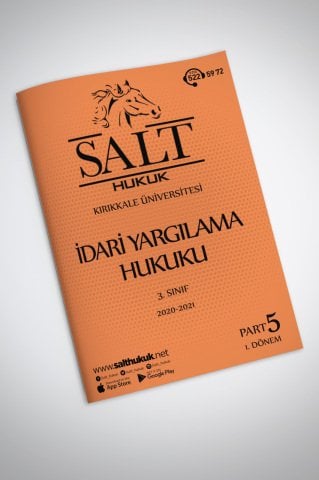 522 59 72
SALT
HUKUK
KIRIKKALE ÜNİVERSİTESİ
İDARİ YARGILAMA
HUKUKU
3. SINIF
2020-2021
PART 5
1. DÖNEM
www.salthukuk.net
App Store
Google Play